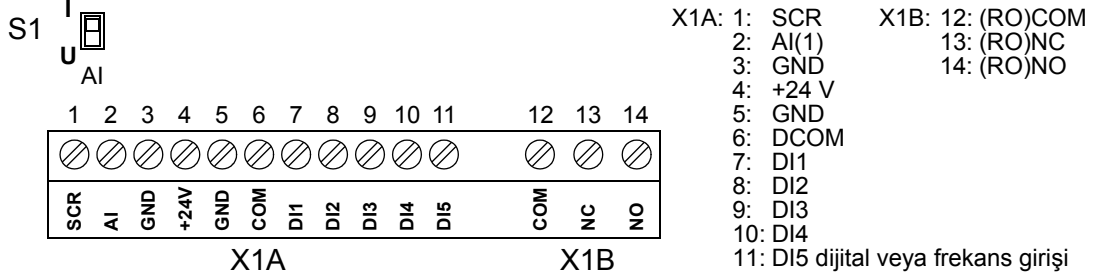 I
S1
U
AI
1 2 3 4 5 6 7 8 9 10 11 12 13 14
SCR AI GND +24V GND COM DI1 DI2 DI3 DI4 DI5 COM NC NO
X1A X1B
X1A: 1: SCR
2: AI(1)
3: GND
4: +24 V
5: GND
6: DCOM
7: DI1
8: DI2
9: DI3
10: DI4
11: DI5 dijital veya frekans girişi
X1B: 12: (RO)COM
13: (RO)NC
14: (RO)NO